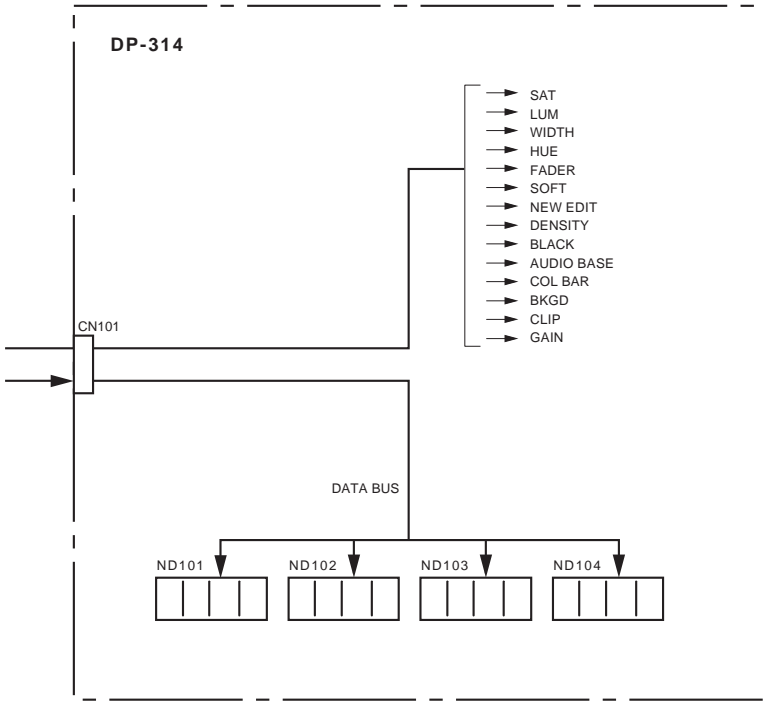 DP-314
SAT
LUM
WIDTH
HUE
FADER
SOFT
NEW EDIT
DENSITY
BLACK
AUDIO BASE
COL BAR
BKGD
CLIP
GAIN
CN101
DATA BUS
ND101 ND102 ND103 ND104